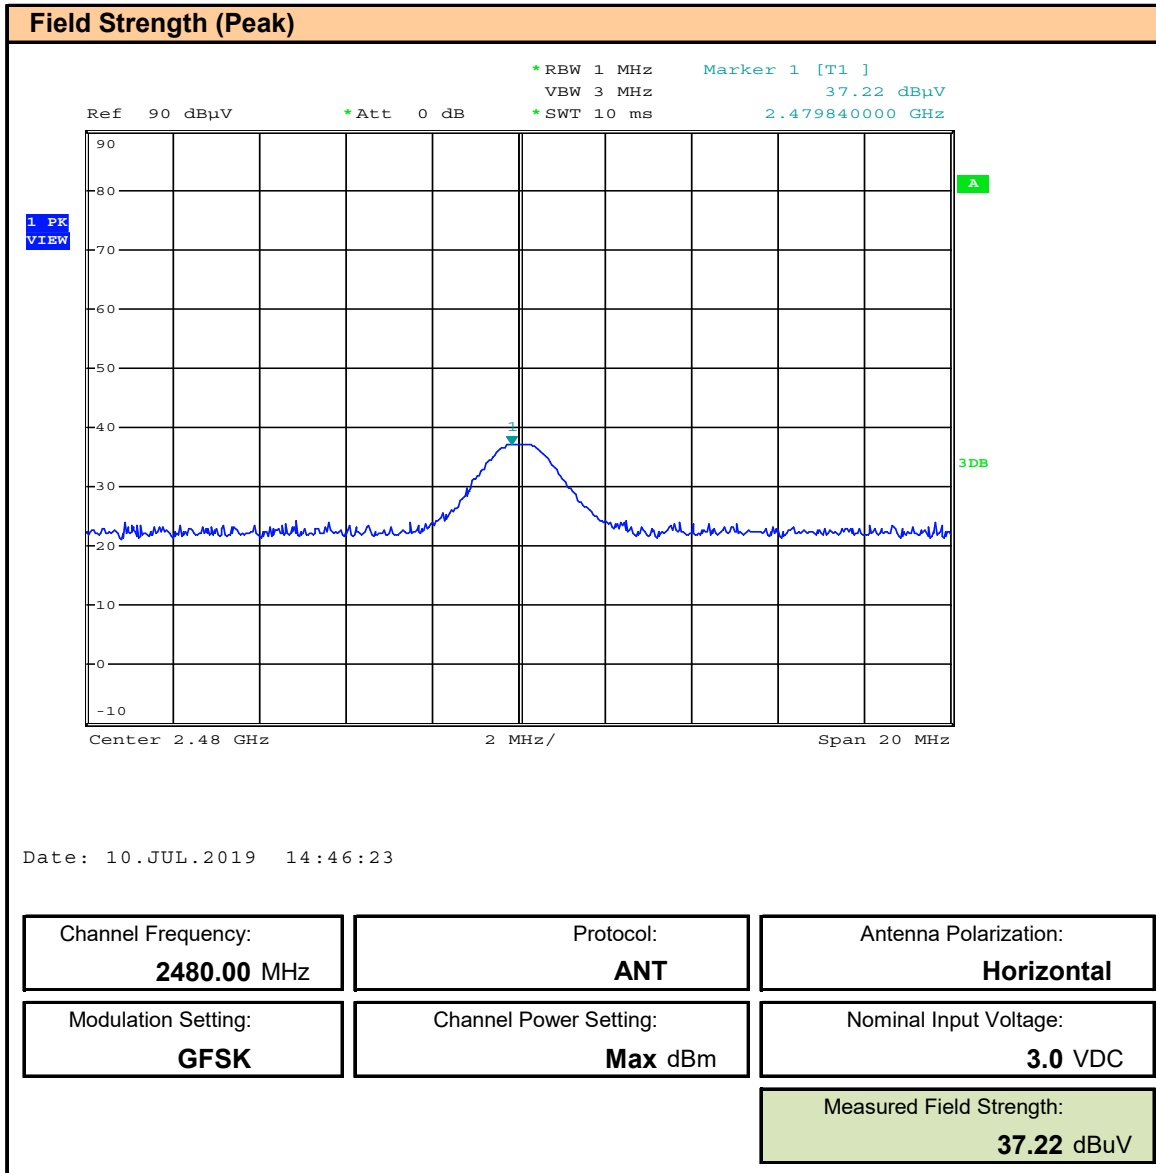 Field Strength (Peak)
*RBW 1 MHz Marker 1 [T1 ]
VBW 3 MHz 37.22 dBµV
Ref 90 dBµV *Att 0 dB *SWT 10 ms 2.479840000 GHz
90
80
A
1 PK
VIEW
70
60
50
40
1
3DB
30
20
10
0
-10
Center 2.48 GHz 2 MHz/ Span 20 MHz
Date: 10.JUL.2019 14:46:23
Channel Frequency: Protocol: Antenna Polarization:
2480.00 MHz ANT Horizontal
Modulation Setting: Channel Power Setting: Nominal Input Voltage:
GFSK Max dBm 3.0 VDC
Measured Field Strength:
37.22 dBuV